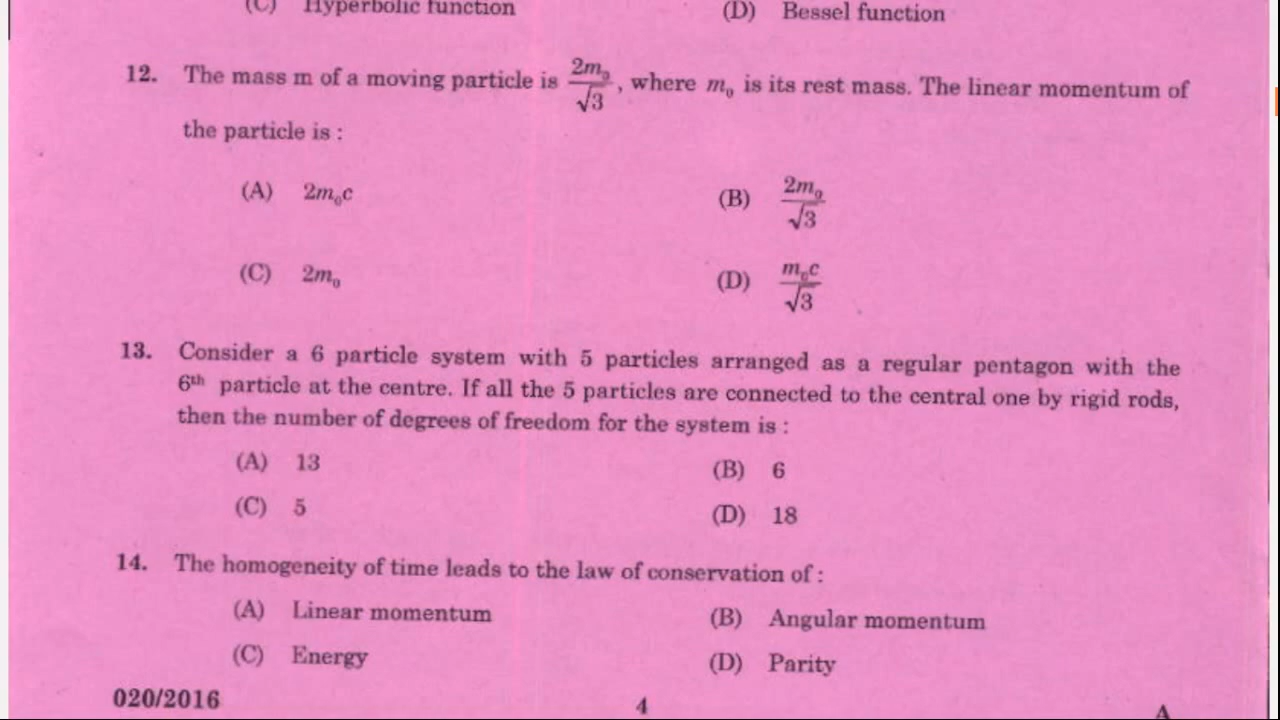 (C) Hyperbolic function (D) Bessel function
12. The mass m of a moving particle is 2m₀/√3, where m₀ is its rest mass. The linear momentum of
the particle is :
(A) 2m₀c (B) 2m₀/√3
(C) 2m₀ (D) m₀c/√3
13. Consider a 6 particle system with 5 particles arranged as a regular pentagon with the
6th particle at the centre. If all the 5 particles are connected to the central one by rigid rods,
then the number of degrees of freedom for the system is :
(A) 13 (B) 6
(C) 5 (D) 18
14. The homogeneity of time leads to the law of conservation of :
(A) Linear momentum (B) Angular momentum
(C) Energy (D) Parity
020/2016 4 A